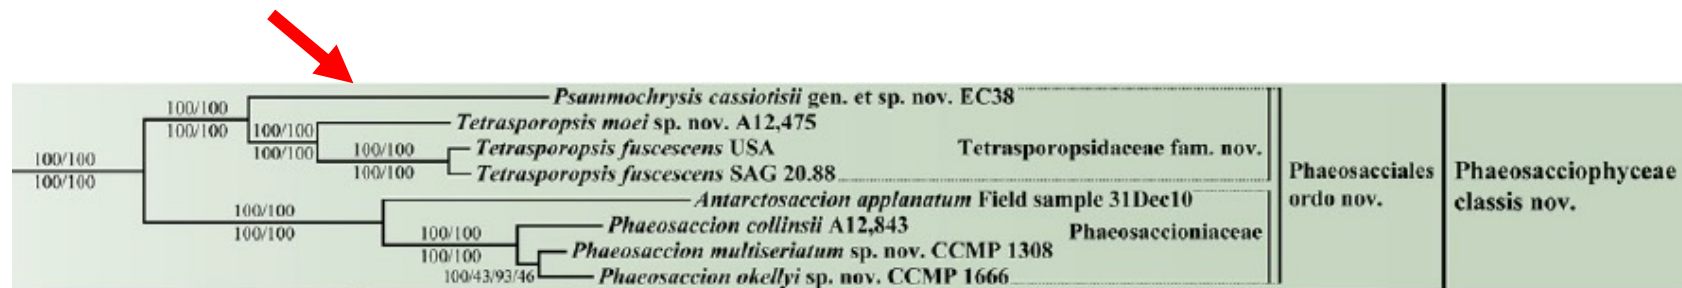 Psammochrysis cassiotisii gen. et sp. nov. EC38
100/100
100/100
Tetrasporopsis moei sp. nov. A12,475
100/100
100/100
Tetrasporopsis fuscescens USA
100/100
100/100
Tetrasporopsis fuscescens SAG 20.88
Tetrasporopsidaceae fam. nov.
100/100
100/100
Antarctosaccion applanatum Field sample 31Dec10
100/100
100/100
Phaeosaccion collinsii A12,843
100/100
100/100
Phaeosaccion multiseriatum sp. nov. CCMP 1308
100/43/93/46
Phaeosaccion okellyi sp. nov. CCMP 1666
Phaeosaccioniaceae
Phaeosacciales
ordo nov.
Phaeosacciophyceae
classis nov.